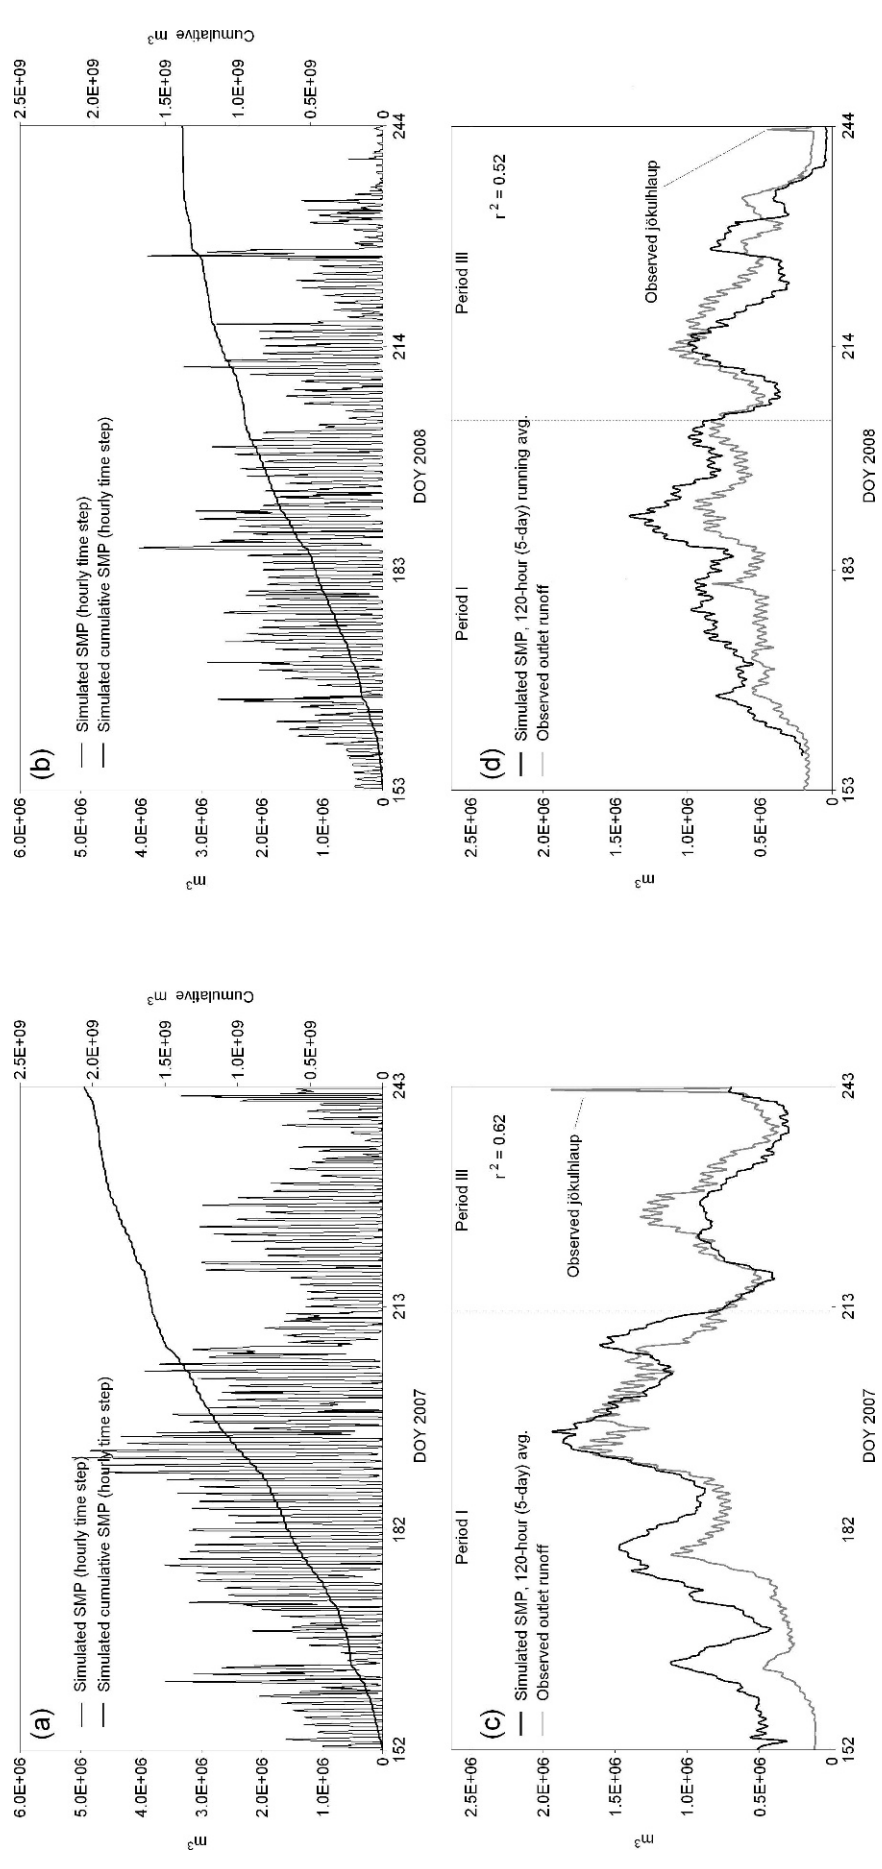 (a)
Simulated SMP (hourly time step)
Simulated cumulative SMP (hourly time step)
m³
6.0E+06
5.0E+06
4.0E+06
3.0E+06
2.0E+06
1.0E+06
0
Cumulative m³
2.5E+09
2.0E+09
1.5E+09
1.0E+09
0.5E+09
0
152
182
213
243
DOY 2007
(b)
Simulated SMP (hourly time step)
Simulated cumulative SMP (hourly time step)
m³
6.0E+06
5.0E+06
4.0E+06
3.0E+06
2.0E+06
1.0E+06
0
Cumulative m³
2.5E+09
2.0E+09
1.5E+09
1.0E+09
0.5E+09
0
153
183
214
244
DOY 2008
(c)
Period I
Period III
r² = 0.62
Simulated SMP, 120-hour (5-day) avg.
Observed outlet runoff
Observed jökulhlaup
m³
2.5E+06
2.0E+06
1.5E+06
1.0E+06
0.5E+06
0
152
182
213
243
DOY 2007
(d)
Period I
Period III
r² = 0.52
Simulated SMP, 120-hour (5-day) running avg.
Observed outlet runoff
Observed jökulhlaup
m³
2.5E+06
2.0E+06
1.5E+06
1.0E+06
0.5E+06
0
153
183
214
244
DOY 2008